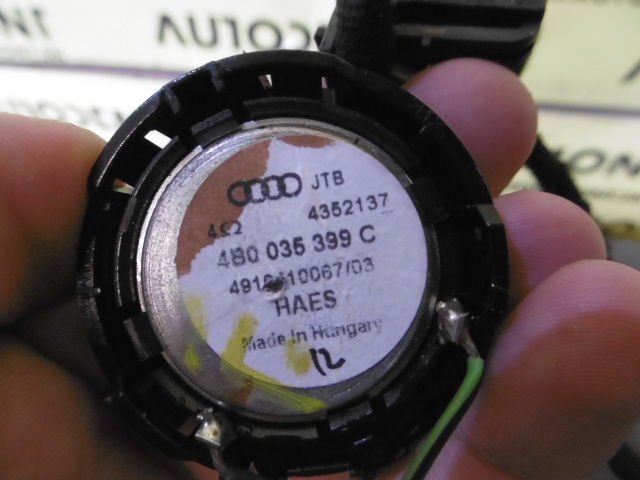 JTB
4352137
4Ω
4B0 035 399 C
HAES
Made In Hungary
12